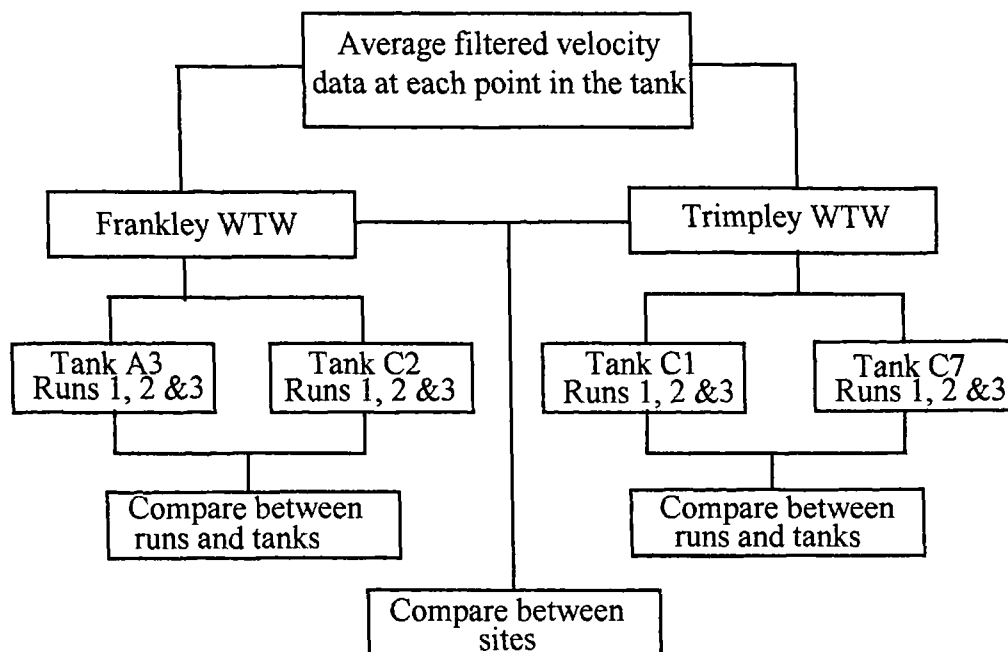 Average filtered velocity
data at each point in the tank
Frankley WTW
Trimpley WTW
Tank A3
Runs 1, 2 &3
Tank C2
Runs 1, 2 &3
Tank C1
Runs 1, 2 &3
Tank C7
Runs 1, 2 &3
Compare between
runs and tanks
Compare between
runs and tanks
Compare between
sites